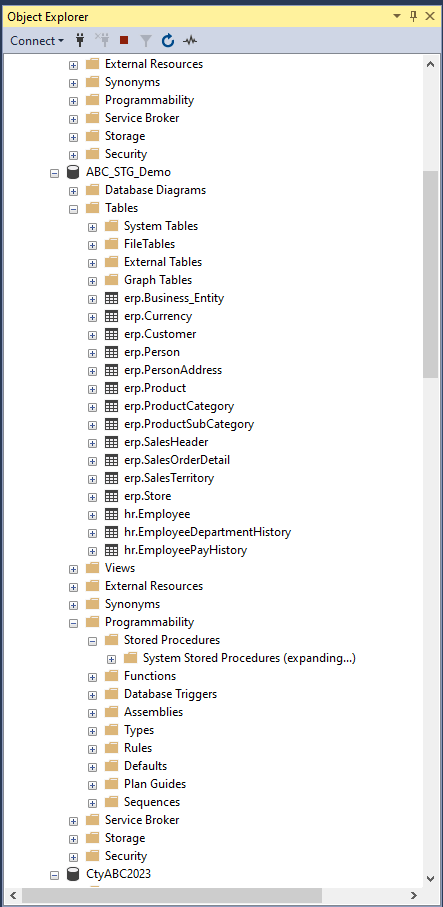 Object Explorer
Connect
External Resources
Synonyms
Programmability
Service Broker
Storage
Security
ABC_STG_Demo
Database Diagrams
Tables
System Tables
FileTables
External Tables
Graph Tables
erp.Business_Entity
erp.Currency
erp.Customer
erp.Person
erp.PersonAddress
erp.Product
erp.ProductCategory
erp.ProductSubCategory
erp.SalesHeader
erp.SalesOrderDetail
erp.SalesTerritory
erp.Store
hr.Employee
hr.EmployeeDepartmentHistory
hr.EmployeePayHistory
Views
External Resources
Synonyms
Programmability
Stored Procedures
System Stored Procedures (expanding...)
Functions
Database Triggers
Assemblies
Types
Rules
Defaults
Plan Guides
Sequences
Service Broker
Storage
Security
CtyABC2023